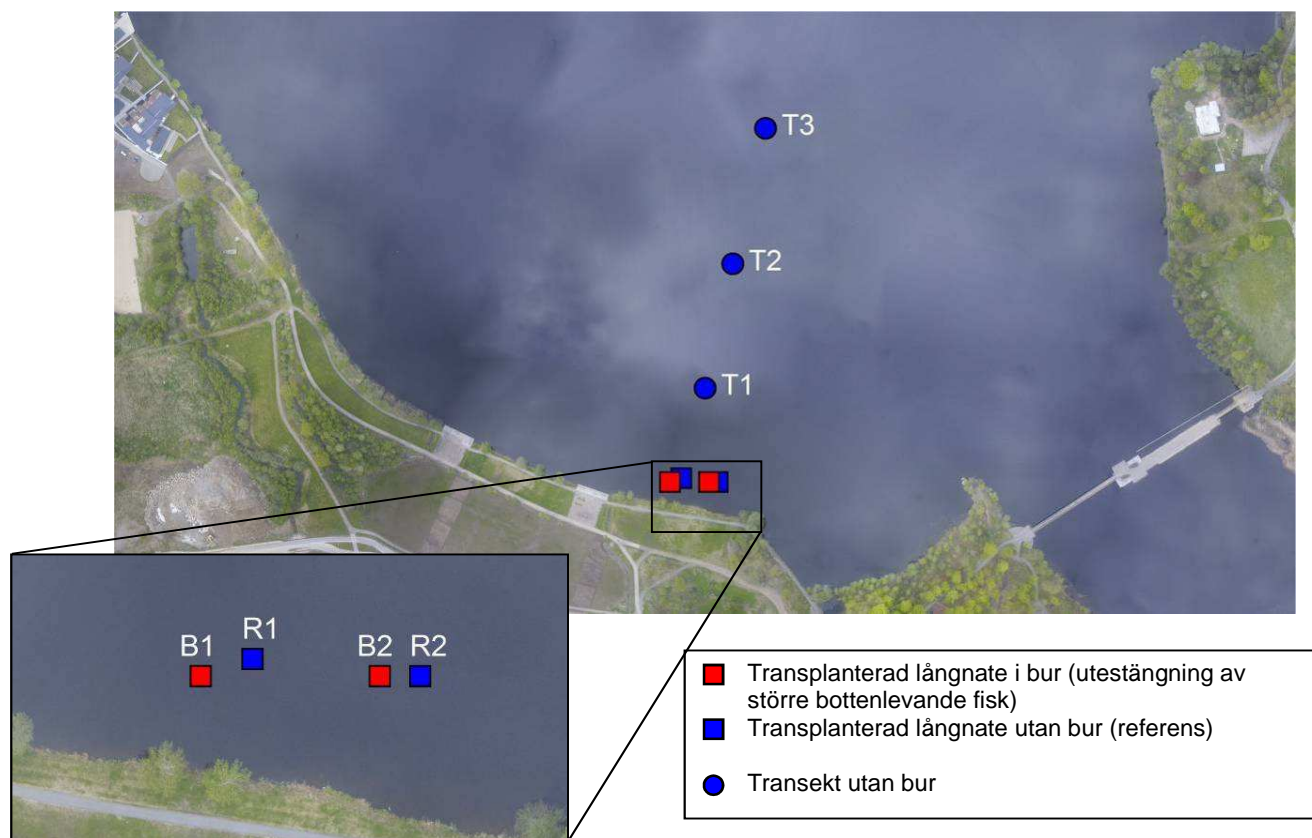 T3
T2
T1
R1
B1
B2
R2
Transplanterad långnate i bur (utestängning av
större bottenlevande fisk)
Transplanterad långnate utan bur (referens)
Transekt utan bur